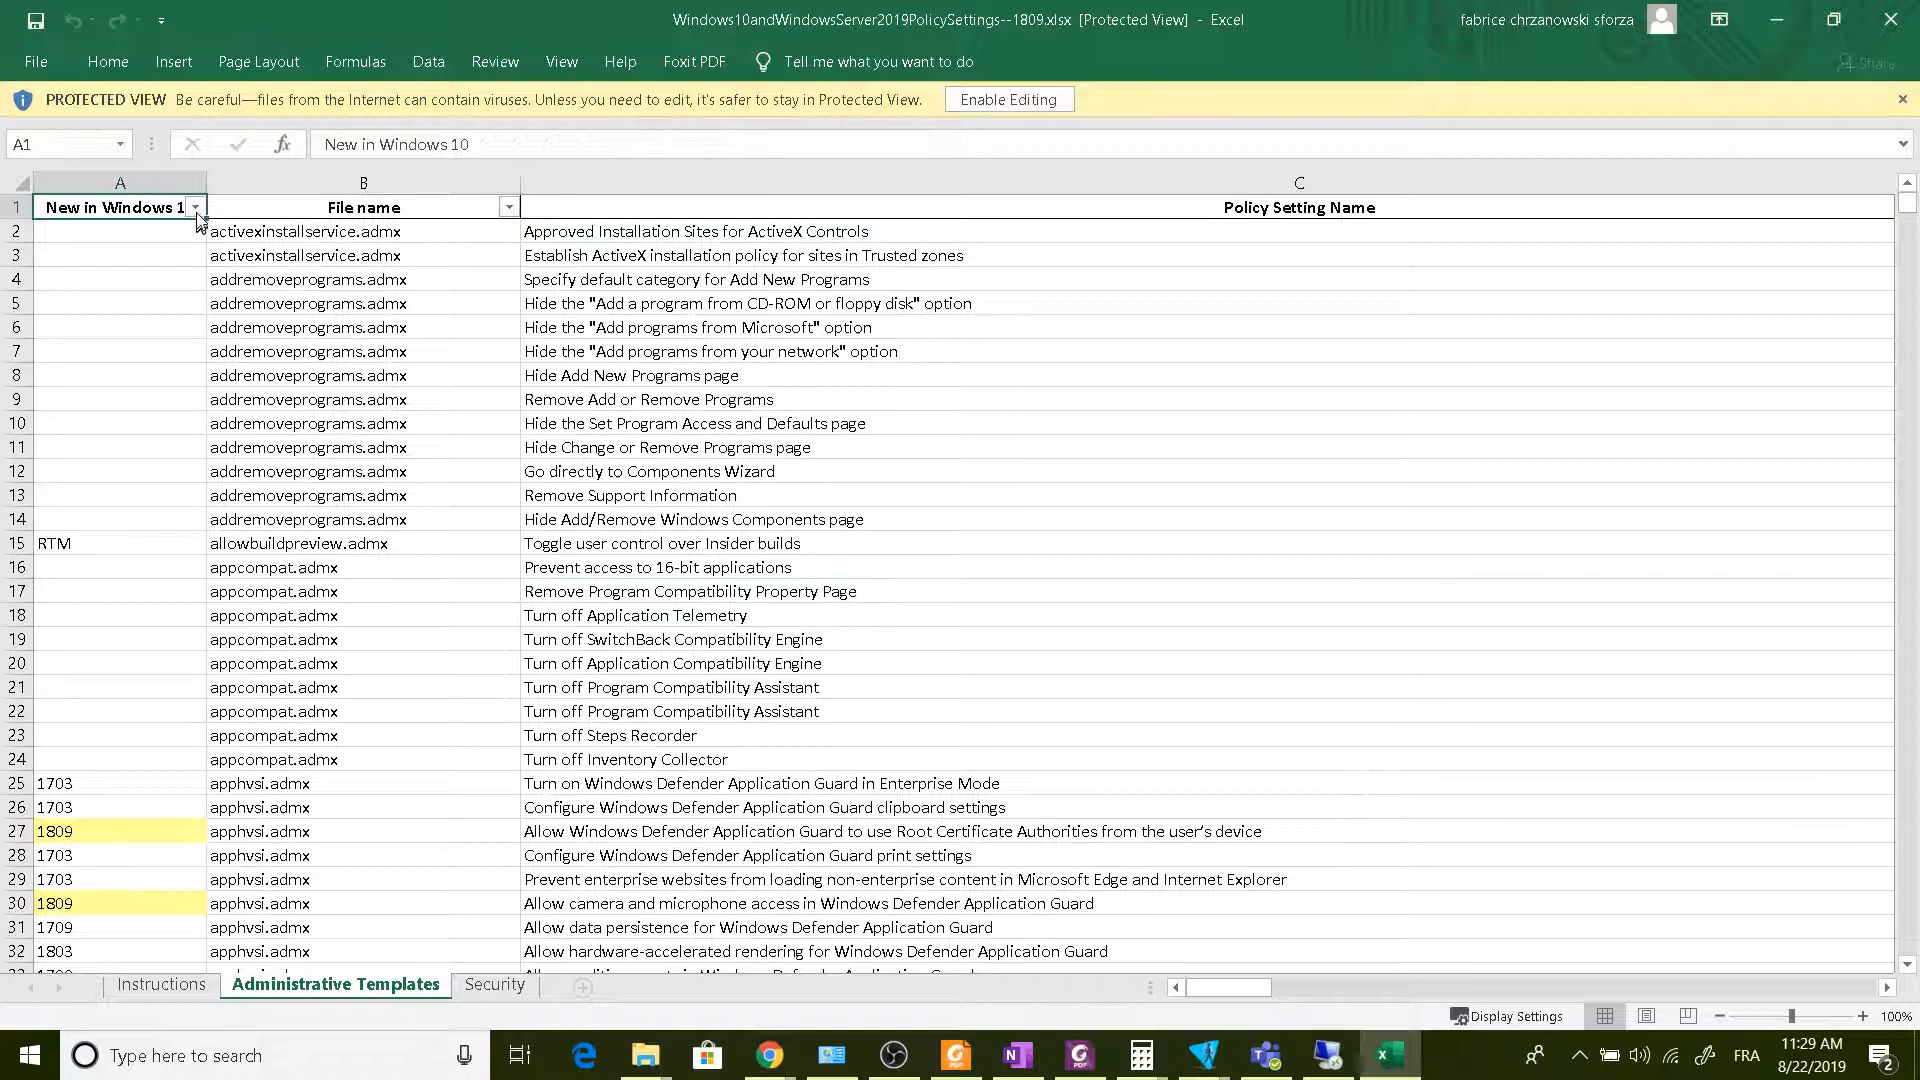 Windows10andWindowsServer2019PolicySettings--1809.xlsx [Protected View] - Excel
fabrice chrzanowski sforza
File Home Insert Page Layout Formulas Data Review View Help Foxit PDF Tell me what you want to do Share
PROTECTED VIEW Be careful—files from the Internet can contain viruses. Unless you need to edit, it's safer to stay in Protected View. Enable Editing
A1 fx New in Windows 10
A B C
1 New in Windows 1 File name Policy Setting Name
2 activexinstallservice.admx Approved Installation Sites for ActiveX Controls
3 activexinstallservice.admx Establish ActiveX installation policy for sites in Trusted zones
4 addremoveprograms.admx Specify default category for Add New Programs
5 addremoveprograms.admx Hide the "Add a program from CD-ROM or floppy disk" option
6 addremoveprograms.admx Hide the "Add programs from Microsoft" option
7 addremoveprograms.admx Hide the "Add programs from your network" option
8 addremoveprograms.admx Hide Add New Programs page
9 addremoveprograms.admx Remove Add or Remove Programs
10 addremoveprograms.admx Hide the Set Program Access and Defaults page
11 addremoveprograms.admx Hide Change or Remove Programs page
12 addremoveprograms.admx Go directly to Components Wizard
13 addremoveprograms.admx Remove Support Information
14 addremoveprograms.admx Hide Add/Remove Windows Components page
15 RTM allowbuildpreview.admx Toggle user control over Insider builds
16 appcompat.admx Prevent access to 16-bit applications
17 appcompat.admx Remove Program Compatibility Property Page
18 appcompat.admx Turn off Application Telemetry
19 appcompat.admx Turn off SwitchBack Compatibility Engine
20 appcompat.admx Turn off Application Compatibility Engine
21 appcompat.admx Turn off Program Compatibility Assistant
22 appcompat.admx Turn off Program Compatibility Assistant
23 appcompat.admx Turn off Steps Recorder
24 appcompat.admx Turn off Inventory Collector
25 1703 apphvsi.admx Turn on Windows Defender Application Guard in Enterprise Mode
26 1703 apphvsi.admx Configure Windows Defender Application Guard clipboard settings
27 1809 apphvsi.admx Allow Windows Defender Application Guard to use Root Certificate Authorities from the user's device
28 1703 apphvsi.admx Configure Windows Defender Application Guard print settings
29 1703 apphvsi.admx Prevent enterprise websites from loading non-enterprise content in Microsoft Edge and Internet Explorer
30 1809 apphvsi.admx Allow camera and microphone access in Windows Defender Application Guard
31 1709 apphvsi.admx Allow data persistence for Windows Defender Application Guard
32 1803 apphvsi.admx Allow hardware-accelerated rendering for Windows Defender Application Guard
Instructions Administrative Templates Security
Display Settings 100%
Type here to search
FRA
11:29 AM
8/22/2019
2